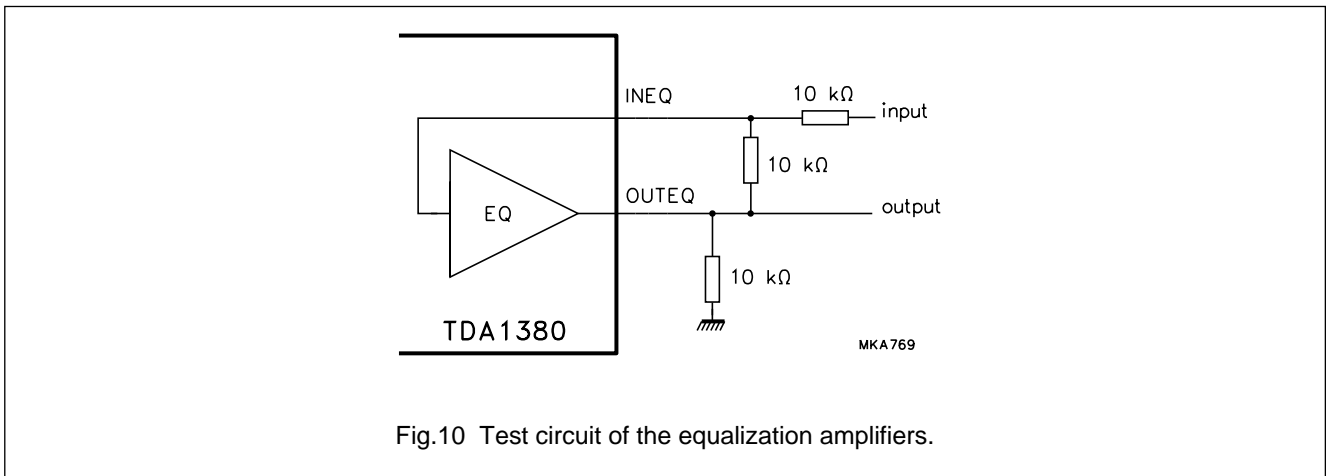 INEQ
10 kΩ
input
10 kΩ
OUTEQ
output
EQ
10 kΩ
TDA1380
MKA769
Fig.10 Test circuit of the equalization amplifiers.